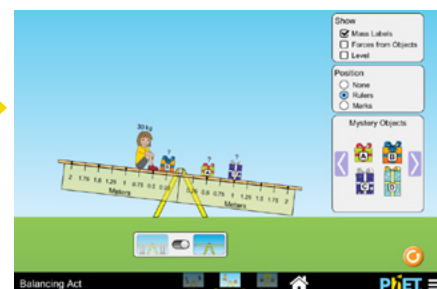 Show
Mass Labels
Forces from Objects
Level
Position
None
Rulers
Marks
Mystery Objects
30 kg
? ? ?
A B
C D
2 1.75 1.5 1.25 1 0.75 0.5 0.25
Meters
0.25 0.5 0.75 1 1.25 1.5 1.75 2
Meters
Balancing Act
PhET